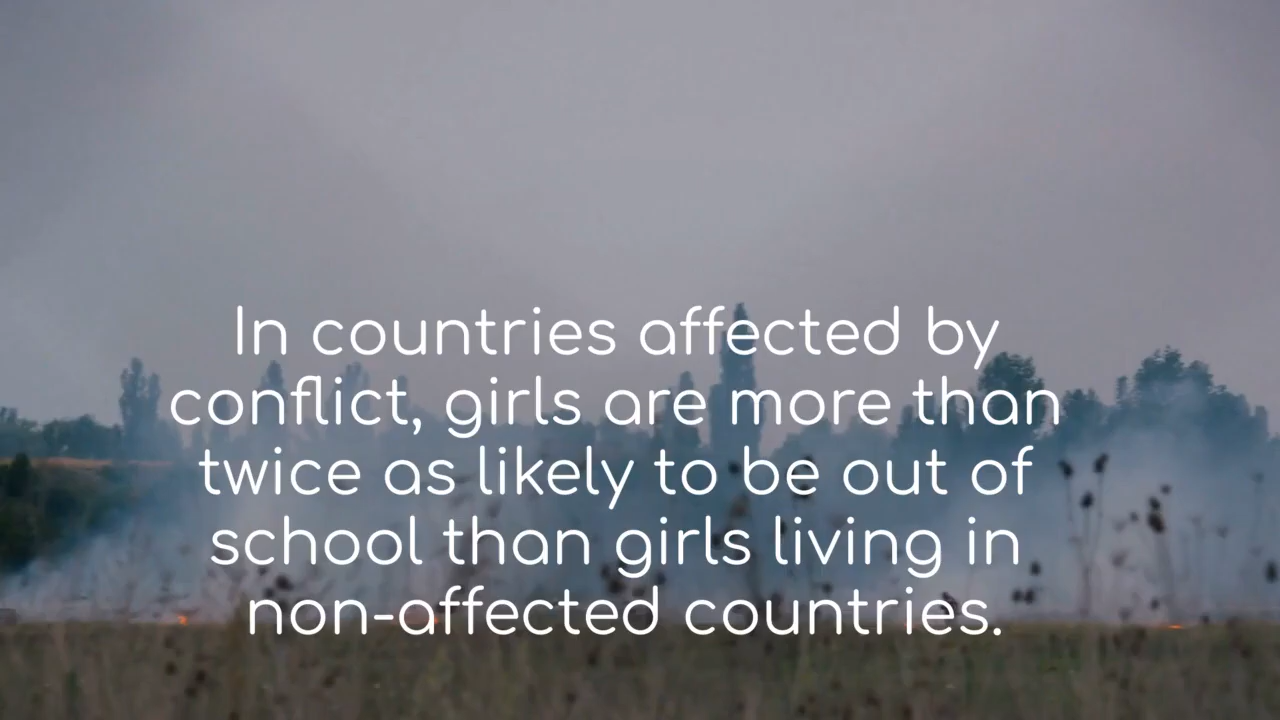 In countries affected by
conflict, girls are more than
twice as likely to be out of
school than girls living in
non-affected countries.